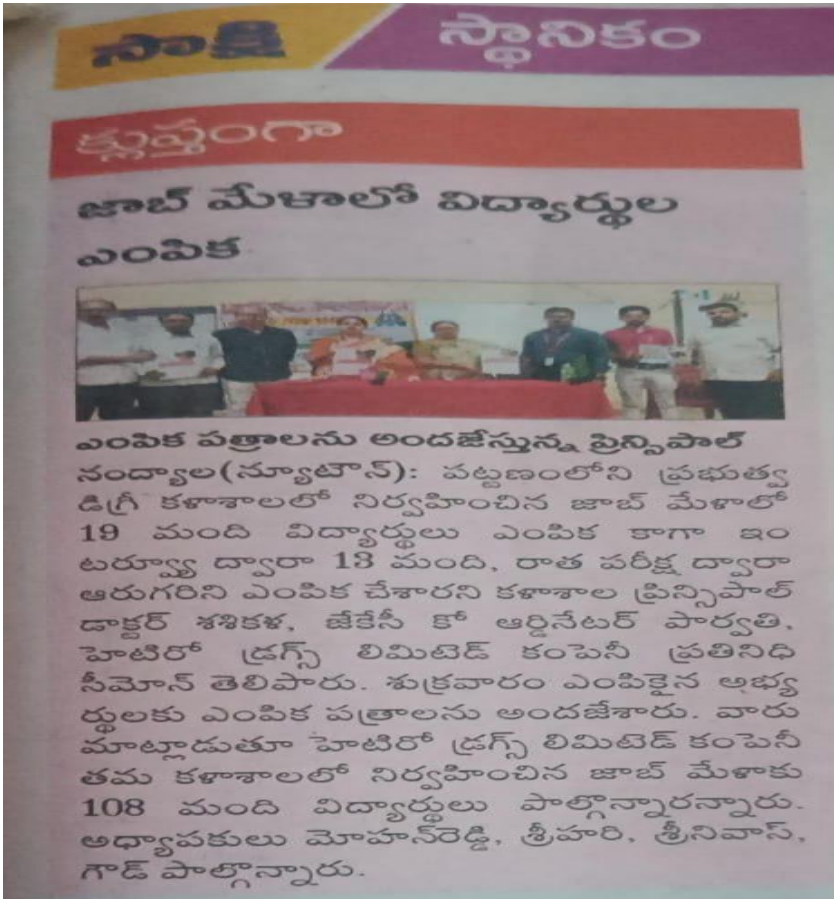 సాక్షి
స్థానికం
క్లుప్తంగా
జాబ్ మేళాలో విద్యార్థుల
ఎంపిక
ఎంపిక పత్రాలను అందజేస్తున్న ప్రిన్సిపాల్
నంద్యాల(న్యూటౌన్): పట్టణంలోని ప్రభుత్వ
డిగ్రీ కళాశాలలో నిర్వహించిన జాబ్ మేళాలో
19 మంది విద్యార్థులు ఎంపిక కాగా ఇం
టర్వ్యూ ద్వారా 13 మంది, రాత పరీక్ష ద్వారా
ఆరుగురిని ఎంపిక చేశారని కళాశాల ప్రిన్సిపాల్
డాక్టర్ శశికళ, జేకేసీ కో ఆర్డినేటర్ పార్వతి,
హెటిరో డ్రగ్స్ లిమిటెడ్ కంపెనీ ప్రతినిధి
సీమోన్ తెలిపారు. శుక్రవారం ఎంపికైన అభ్య
ర్థులకు ఎంపిక పత్రాలను అందజేశారు. వారు
మాట్లాడుతూ హెటిరో డ్రగ్స్ లిమిటెడ్ కంపెనీ
తమ కళాశాలలో నిర్వహించిన జాబ్ మేళాకు
108 మంది విద్యార్థులు పాల్గొన్నారన్నారు.
అధ్యాపకులు మోహన్‌రెడ్డి, శ్రీహరి, శ్రీనివాస్,
గౌడ్ పాల్గొన్నారు.